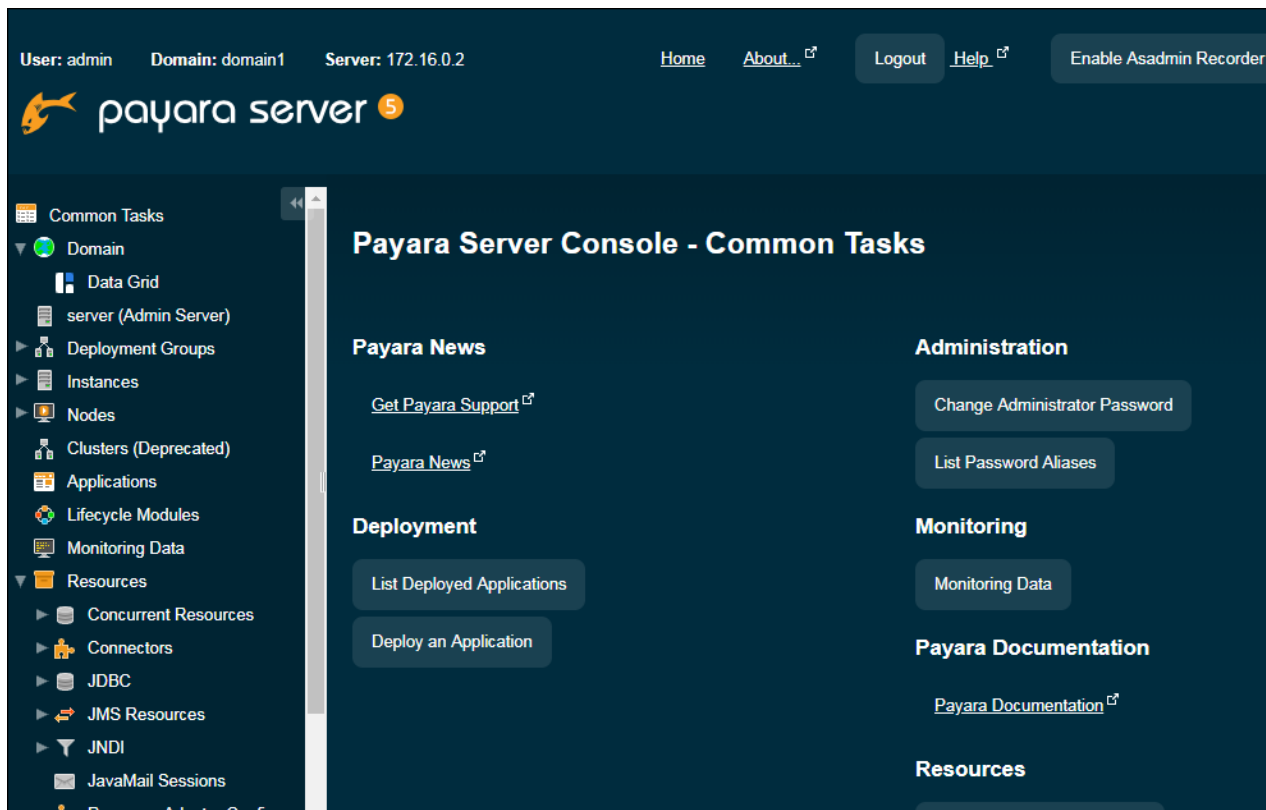 User: admin Domain: domain1 Server: 172.16.0.2 Home About... Logout Help Enable Asadmin Recorder
payara server 5
Common Tasks
Domain
Data Grid
server (Admin Server)
Deployment Groups
Instances
Nodes
Clusters (Deprecated)
Applications
Lifecycle Modules
Monitoring Data
Resources
Concurrent Resources
Connectors
JDBC
JMS Resources
JNDI
JavaMail Sessions
Payara Server Console - Common Tasks
Payara News
Get Payara Support
Payara News
Deployment
List Deployed Applications
Deploy an Application
Administration
Change Administrator Password
List Password Aliases
Monitoring
Monitoring Data
Payara Documentation
Payara Documentation
Resources